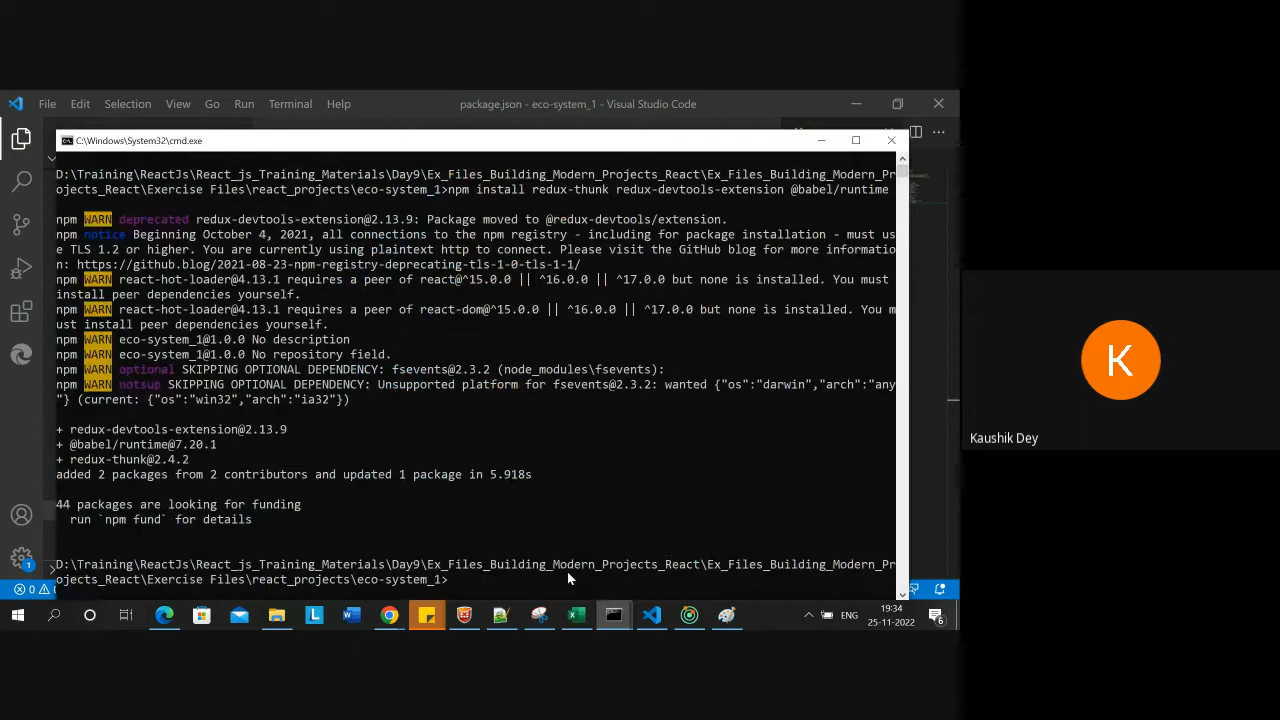 File Edit Selection View Go Run Terminal Help package.json - eco-system_1 - Visual Studio Code
C:\Windows\System32\cmd.exe
D:\Training\ReactJs\React_js_Training_Materials\Day9\Ex_Files_Building_Modern_Projects_React\Ex_Files_Building_Modern_Pr
ojects_React\Exercise Files\react_projects\eco-system_1>npm install redux-thunk redux-devtools-extension @babel/runtime
npm WARN deprecated redux-devtools-extension@2.13.9: Package moved to @redux-devtools/extension.
npm notice Beginning October 4, 2021, all connections to the npm registry - including for package installation - must us
e TLS 1.2 or higher. You are currently using plaintext http to connect. Please visit the GitHub blog for more informatio
n: https://github.blog/2021-08-23-npm-registry-deprecating-tls-1-0-tls-1-1/
npm WARN react-hot-loader@4.13.1 requires a peer of react@^15.0.0 || ^16.0.0 || ^17.0.0 but none is installed. You must
install peer dependencies yourself.
npm WARN react-hot-loader@4.13.1 requires a peer of react-dom@^15.0.0 || ^16.0.0 || ^17.0.0 but none is installed. You m
ust install peer dependencies yourself.
npm WARN eco-system_1@1.0.0 No description
npm WARN eco-system_1@1.0.0 No repository field.
npm WARN optional SKIPPING OPTIONAL DEPENDENCY: fsevents@2.3.2 (node_modules\fsevents):
npm WARN notsup SKIPPING OPTIONAL DEPENDENCY: Unsupported platform for fsevents@2.3.2: wanted {"os":"darwin","arch":"any
"} (current: {"os":"win32","arch":"ia32"})
+ redux-devtools-extension@2.13.9
+ @babel/runtime@7.20.1
+ redux-thunk@2.4.2
added 2 packages from 2 contributors and updated 1 package in 5.918s
44 packages are looking for funding
run `npm fund` for details
D:\Training\ReactJs\React_js_Training_Materials\Day9\Ex_Files_Building_Modern_Projects_React\Ex_Files_Building_Modern_Pr
ojects_React\Exercise Files\react_projects\eco-system_1>
1
0
ENG
19:34
25-11-2022
6
K
Kaushik Dey